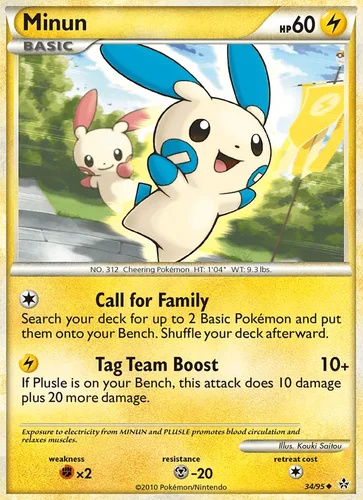 Minun HP60
BASIC
NO. 312 Cheering Pokémon HT: 1'04" WT: 9.3 lbs.
Call for Family
Search your deck for up to 2 Basic Pokémon and put
them onto your Bench. Shuffle your deck afterward.
Tag Team Boost 10+
If Plusle is on your Bench, this attack does 10 damage
plus 20 more damage.
Exposure to electricity from MINUN and PLUSLE promotes blood circulation and
relaxes muscles.
Illus. Kouki Saitou
weakness resistance retreat cost
×2 -20
34/95
©2010 Pokémon/Nintendo